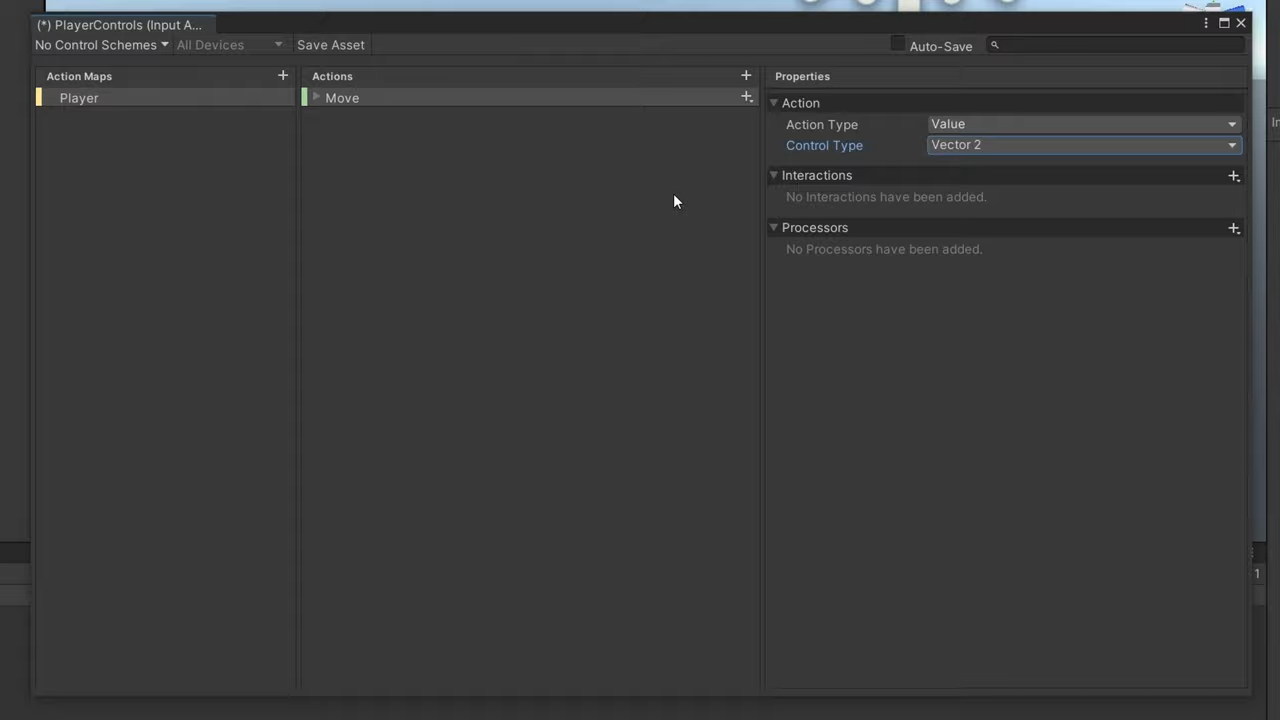 (*) PlayerControls (Input A...
No Control Schemes All Devices Save Asset Auto-Save
Action Maps
Player
Actions
Move
Properties
Action
Action Type Value
Control Type Vector 2
Interactions
No Interactions have been added.
Processors
No Processors have been added.
1